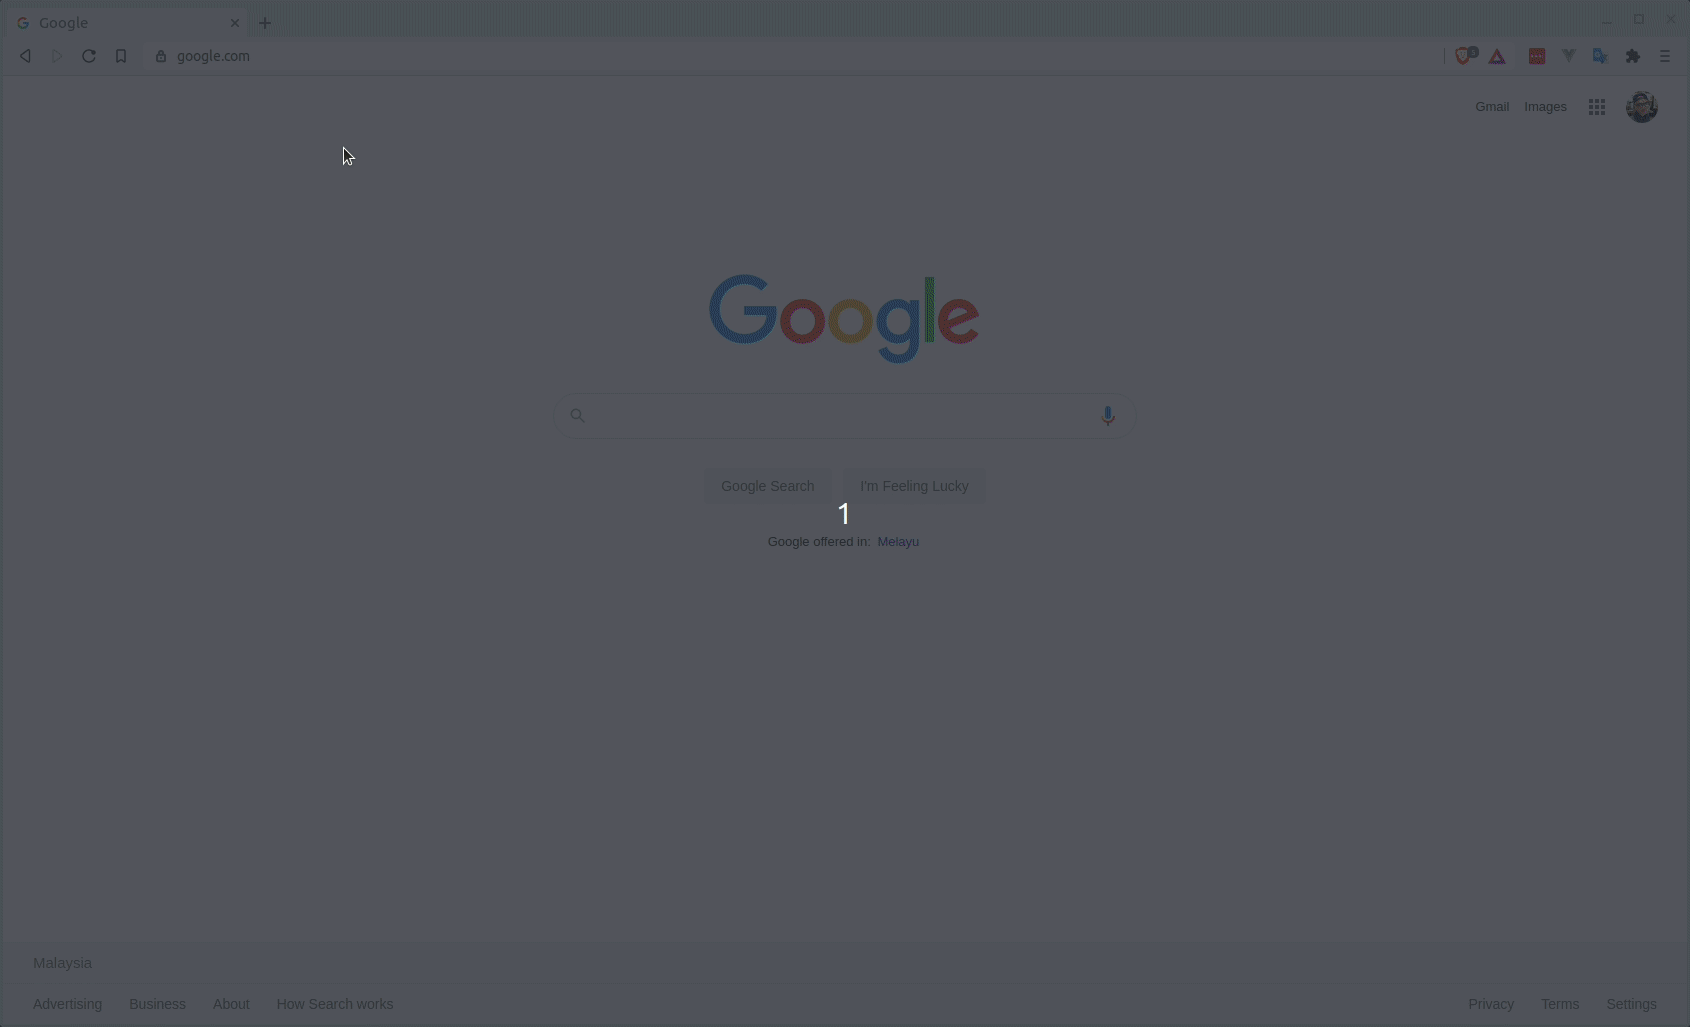 Google
google.com
Gmail Images
Google
Google Search I'm Feeling Lucky
1
Google offered in: Melayu
Malaysia
Advertising Business About How Search works Privacy Terms Settings